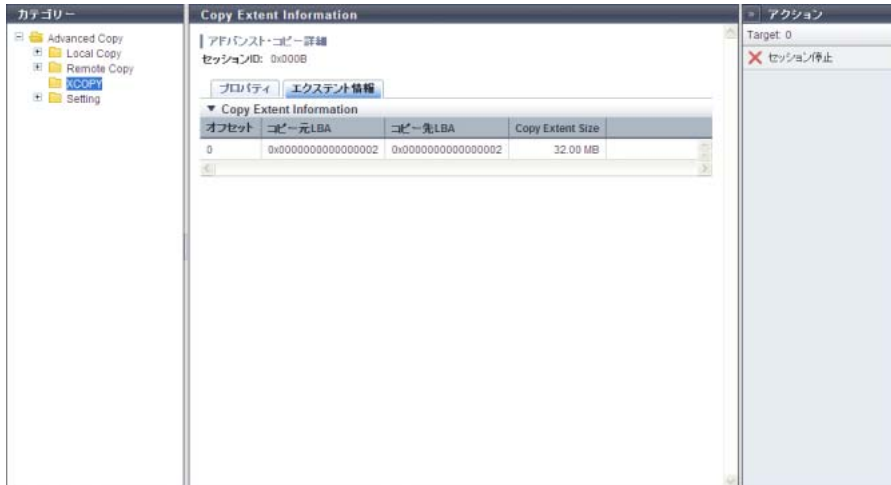 カテゴリー
Advanced Copy
Local Copy
Remote Copy
XCOPY
Setting
Copy Extent Information
アドバンスト・コピー詳細
セッションID: 0x000B
プロパティ エクステント情報
▼ Copy Extent Information
オフセット コピー元LBA コピー先LBA Copy Extent Size
0 0x0000000000000002 0x0000000000000002 32.00 MB
» アクション
Target: 0
セッション停止